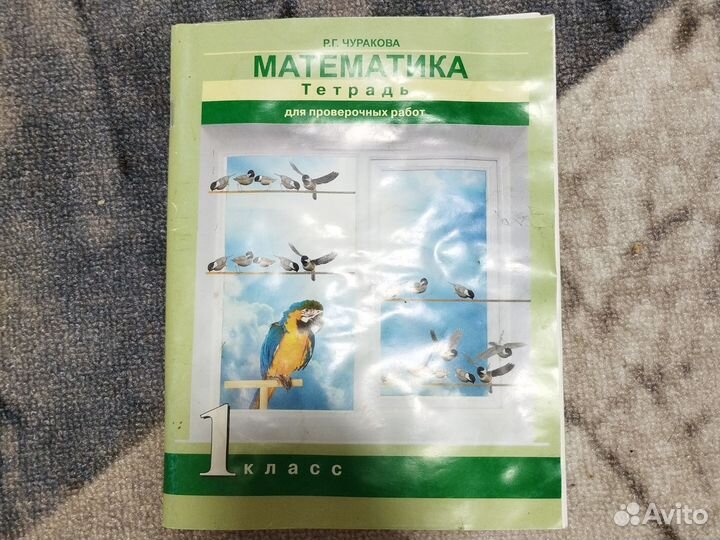 Р.Г. ЧУРАКОВА
МАТЕМАТИКА
Тетрадь
для проверочных работ
1 класс
Avito